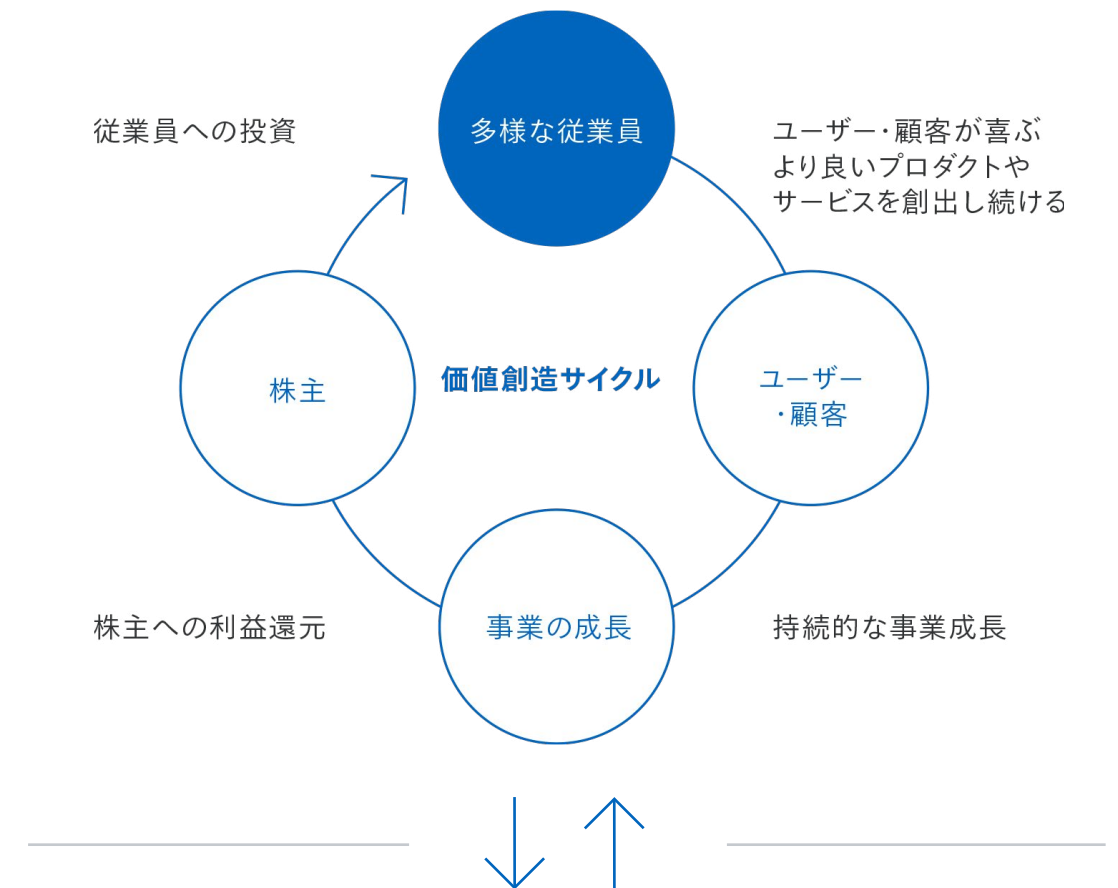 多様な従業員
従業員への投資
ユーザー・顧客が喜ぶ
より良いプロダクトや
サービスを創出し続ける
株主
価値創造サイクル
ユーザー
・顧客
事業の成長
株主への利益還元
持続的な事業成長